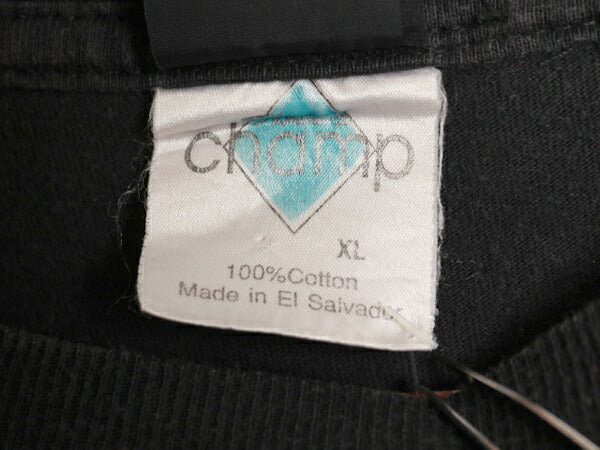 champ
XL
100%Cotton
Made in El Salvador